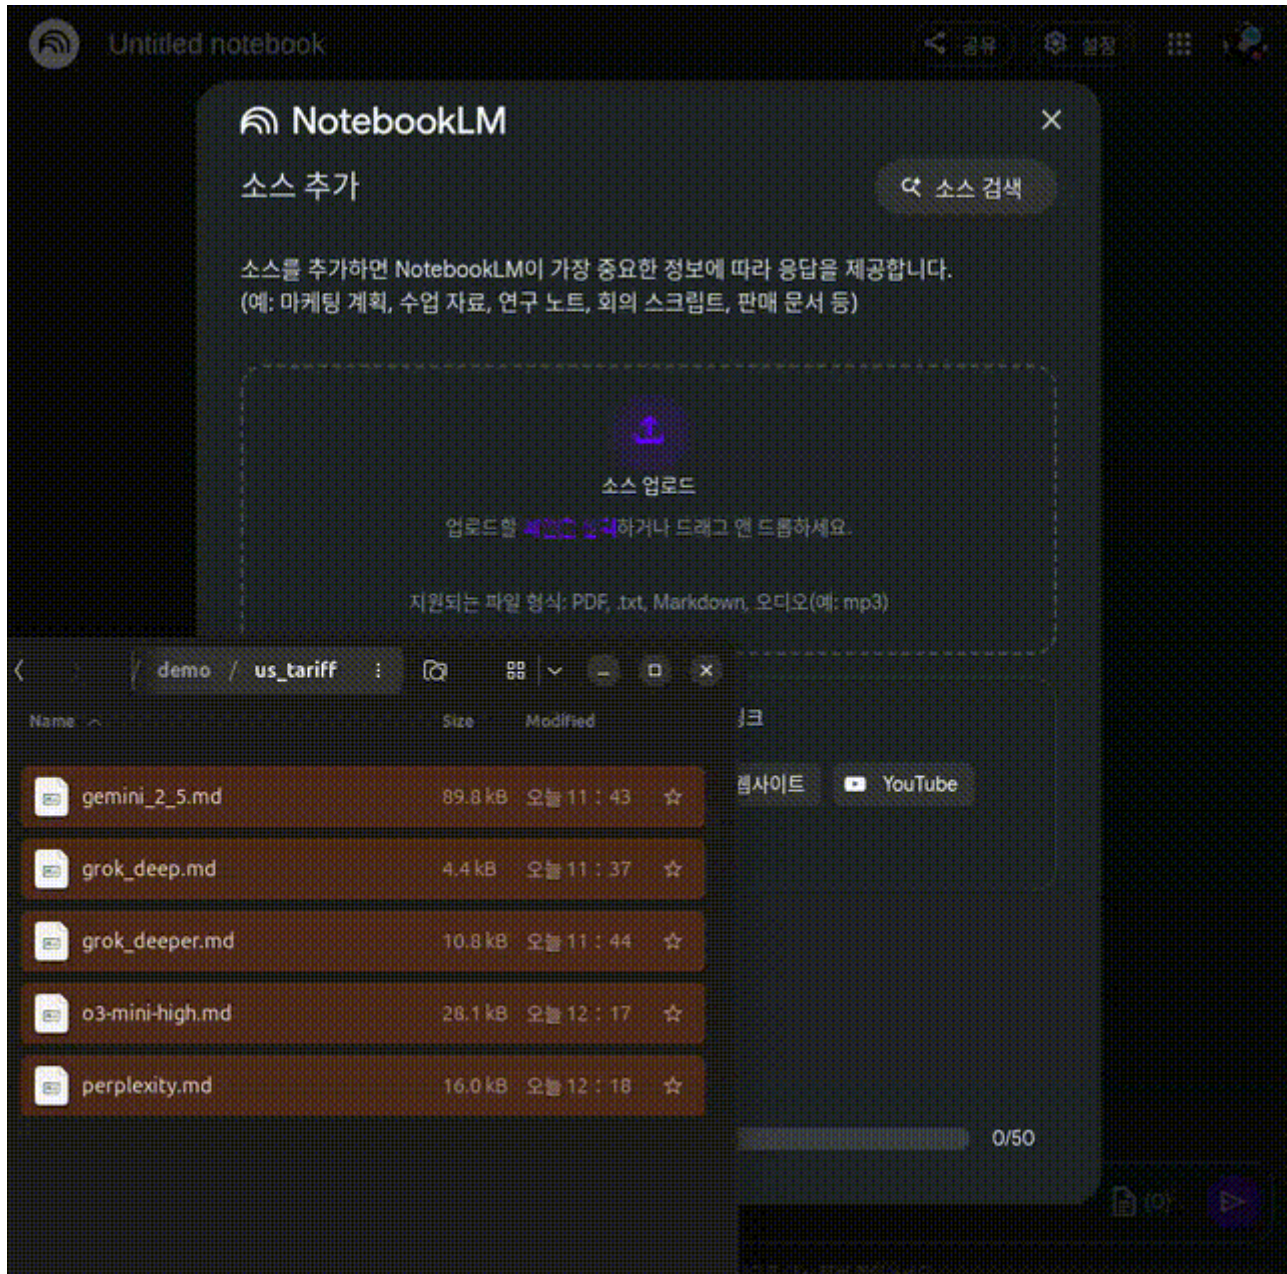 Untitled notebook
공유
설정
NotebookLM
소스 추가
소스 검색
소스를 추가하면 NotebookLM이 가장 중요한 정보에 따라 응답을 제공합니다.
(예: 마케팅 계획, 수업 자료, 연구 노트, 회의 스크립트, 판매 문서 등)
소스 업로드
업로드할 하거나 드래그 앤 드롭하세요.
지원되는 파일 형식: PDF, .txt, Markdown, 오디오(예: mp3)
/ demo / us_tariff
Name Size Modified
gemini_2_5.md 89.8 kB 오늘 11 : 43
grok_deep.md 4.4 kB 오늘 11 : 37
grok_deeper.md 10.8 kB 오늘 11 : 44
o3-mini-high.md 28.1 kB 오늘 12 : 17
perplexity.md 16.0 kB 오늘 12 : 18
YouTube
0/50
(0)